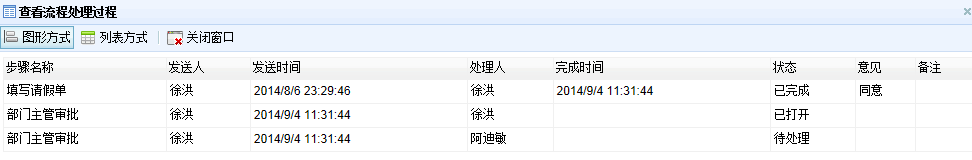 查看流程处理过程
图形方式 列表方式 关闭窗口
步骤名称 发送人 发送时间 处理人 完成时间 状态 意见 备注
填写请假单 徐洪 2014/8/6 23:29:46 徐洪 2014/9/4 11:31:44 已完成 同意
部门主管审批 徐洪 2014/9/4 11:31:44 徐洪 已打开
部门主管审批 徐洪 2014/9/4 11:31:44 阿迪敏 待处理